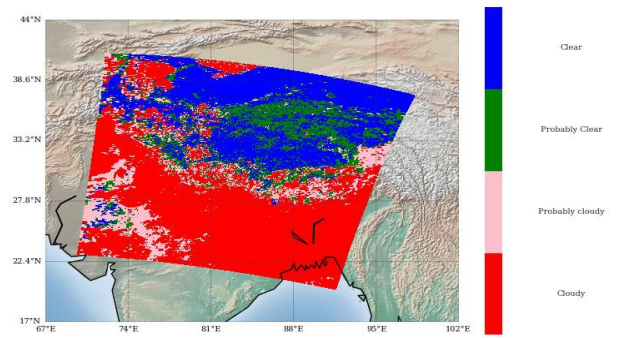 44°N
38.6°N
33.2°N
27.8°N
22.4°N
17°N
67°E 74°E 81°E 88°E 95°E 102°E
Clear
Probably Clear
Probably cloudy
Cloudy